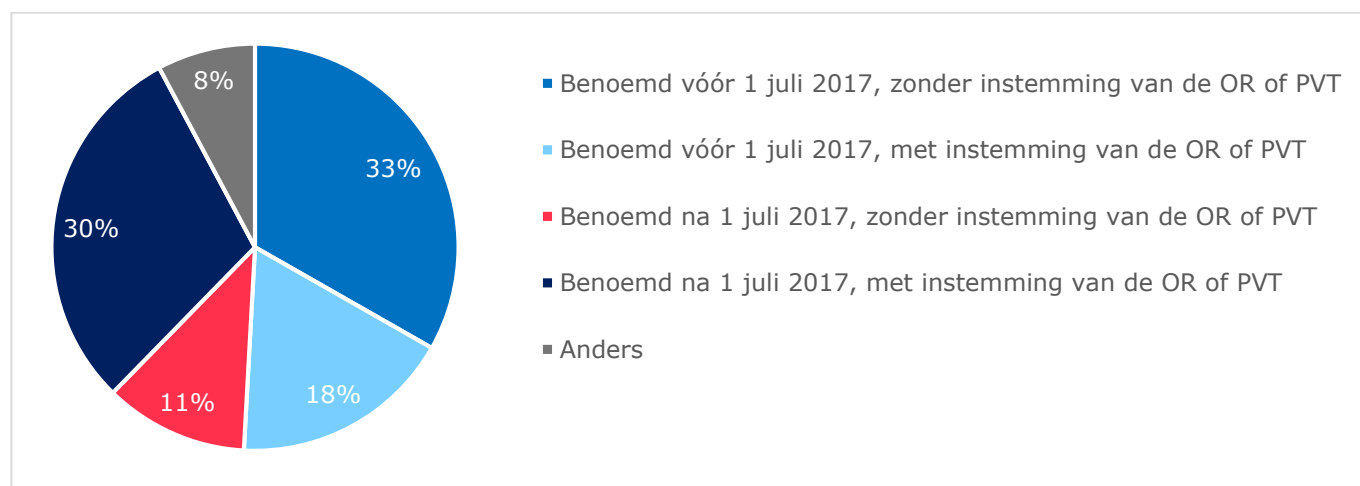 8%
33%
30%
11%
18%
Benoemd vóór 1 juli 2017, zonder instemming van de OR of PVT
Benoemd vóór 1 juli 2017, met instemming van de OR of PVT
Benoemd na 1 juli 2017, zonder instemming van de OR of PVT
Benoemd na 1 juli 2017, met instemming van de OR of PVT
Anders